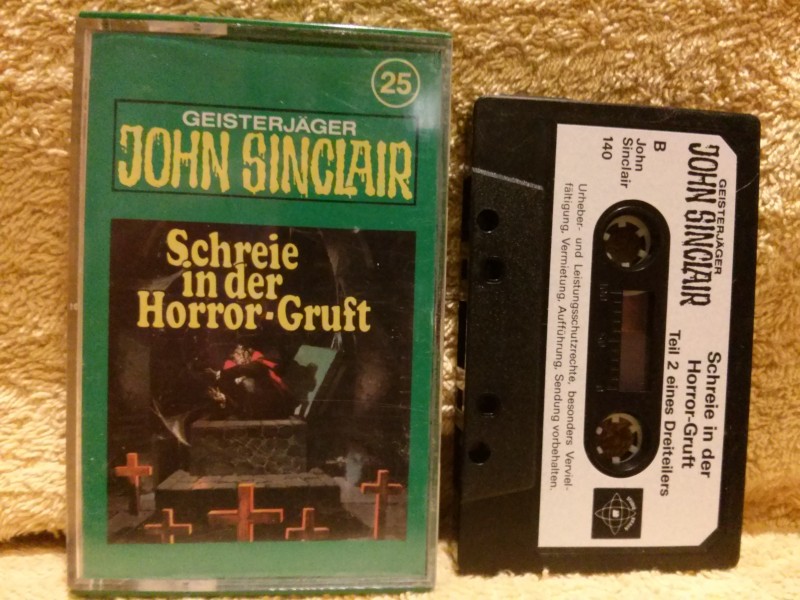 25
GEISTERJÄGER
JOHN SINCLAIR
Schreie
in der
Horror-Gruft
GEISTERJÄGER
JOHN SINCLAIR
B
John
Sinclair
140
Schreie in der
Horror-Gruft
Teil 2 eines Dreiteilers
Urheber- und Leistungsschutzrechte, besonders Verviel-
fältigung, Vermietung, Aufführung, Sendung vorbehalten.